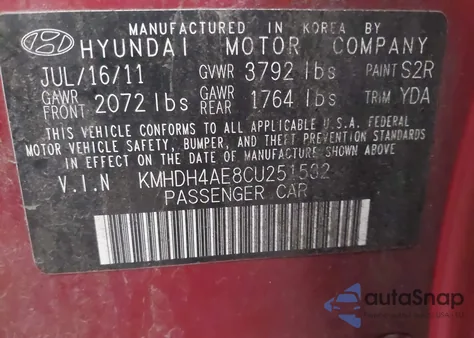 MANUFACTURED IN KOREA BY
HYUNDAI MOTOR COMPANY
JUL/16/11 GVWR 3792 lbs PAINT S2R
GAWR FRONT 2072 lbs GAWR REAR 1764 lbs TRIM YDA
THIS VEHICLE CONFORMS TO ALL APPLICABLE U.S.A. FEDERAL
MOTOR VEHICLE SAFETY, BUMPER, AND THEFT PREVENTION STANDARDS
IN EFFECT ON THE DATE OF MANUFACTURE SHOWN ABOVE.
V.I.N KMHDH4AE8CU251532
PASSENGER CAR
autaSnap